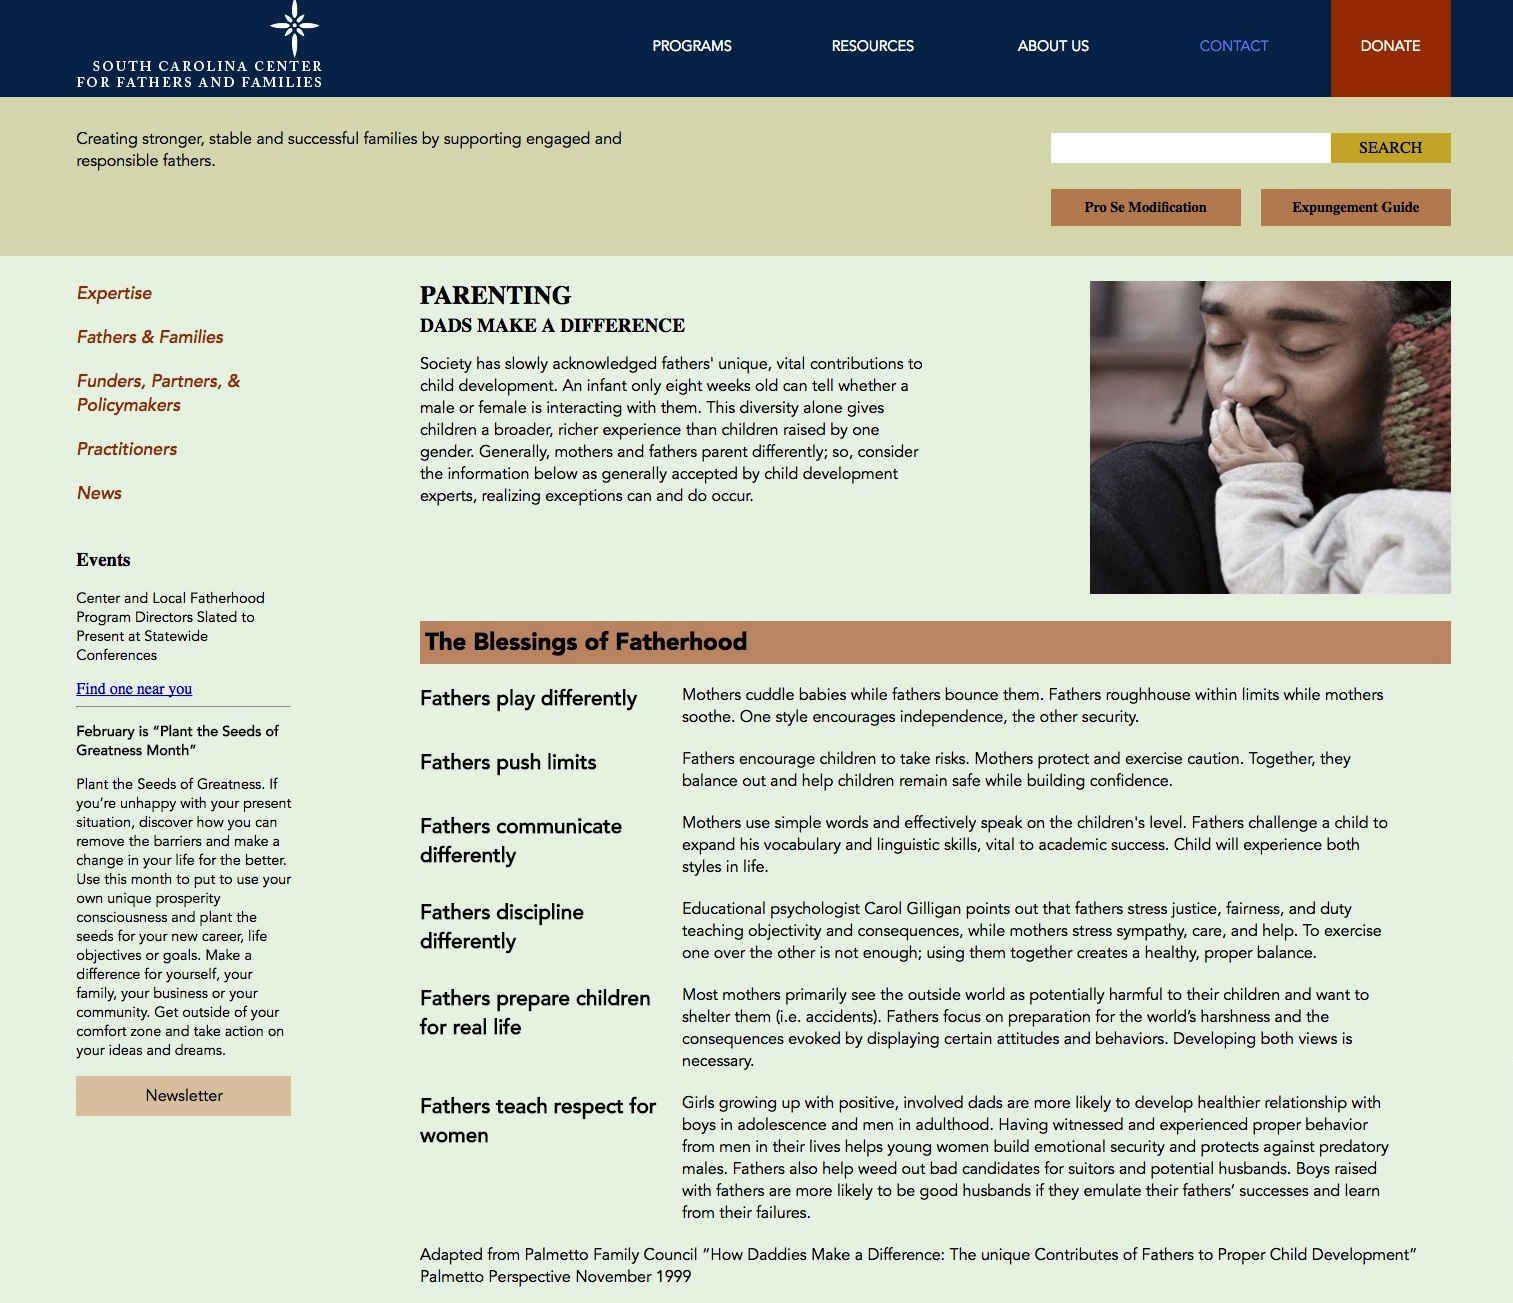 SOUTH CAROLINA CENTER
FOR FATHERS AND FAMILIES
PROGRAMS
RESOURCES
ABOUT US
CONTACT
DONATE
Creating stronger, stable and successful families by supporting engaged and
responsible fathers.
SEARCH
Pro Se Modification
Expungement Guide
Expertise
Fathers & Families
Funders, Partners, &
Policymakers
Practitioners
News
Events
Center and Local Fatherhood
Program Directors Slated to
Present at Statewide
Conferences
Find one near you
February is “Plant the Seeds of
Greatness Month”
Plant the Seeds of Greatness. If
you’re unhappy with your present
situation, discover how you can
remove the barriers and make a
change in your life for the better.
Use this month to put to use your
own unique prosperity
consciousness and plant the
seeds for your new career, life
objectives or goals. Make a
difference for yourself, your
family, your business or your
community. Get outside of your
comfort zone and take action on
your ideas and dreams.
Newsletter
PARENTING
DADS MAKE A DIFFERENCE
Society has slowly acknowledged fathers' unique, vital contributions to
child development. An infant only eight weeks old can tell whether a
male or female is interacting with them. This diversity alone gives
children a broader, richer experience than children raised by one
gender. Generally, mothers and fathers parent differently; so, consider
the information below as generally accepted by child development
experts, realizing exceptions can and do occur.
The Blessings of Fatherhood
Fathers play differently
Mothers cuddle babies while fathers bounce them. Fathers roughhouse within limits while mothers
soothe. One style encourages independence, the other security.
Fathers push limits
Fathers encourage children to take risks. Mothers protect and exercise caution. Together, they
balance out and help children remain safe while building confidence.
Fathers communicate
differently
Mothers use simple words and effectively speak on the children's level. Fathers challenge a child to
expand his vocabulary and linguistic skills, vital to academic success. Child will experience both
styles in life.
Fathers discipline
differently
Educational psychologist Carol Gilligan points out that fathers stress justice, fairness, and duty
teaching objectivity and consequences, while mothers stress sympathy, care, and help. To exercise
one over the other is not enough; using them together creates a healthy, proper balance.
Fathers prepare children
for real life
Most mothers primarily see the outside world as potentially harmful to their children and want to
shelter them (i.e. accidents). Fathers focus on preparation for the world’s harshness and the
consequences evoked by displaying certain attitudes and behaviors. Developing both views is
necessary.
Fathers teach respect for
women
Girls growing up with positive, involved dads are more likely to develop healthier relationship with
boys in adolescence and men in adulthood. Having witnessed and experienced proper behavior
from men in their lives helps young women build emotional security and protects against predatory
males. Fathers also help weed out bad candidates for suitors and potential husbands. Boys raised
with fathers are more likely to be good husbands if they emulate their fathers’ successes and learn
from their failures.
Adapted from Palmetto Family Council “How Daddies Make a Difference: The unique Contributes of Fathers to Proper Child Development”
Palmetto Perspective November 1999